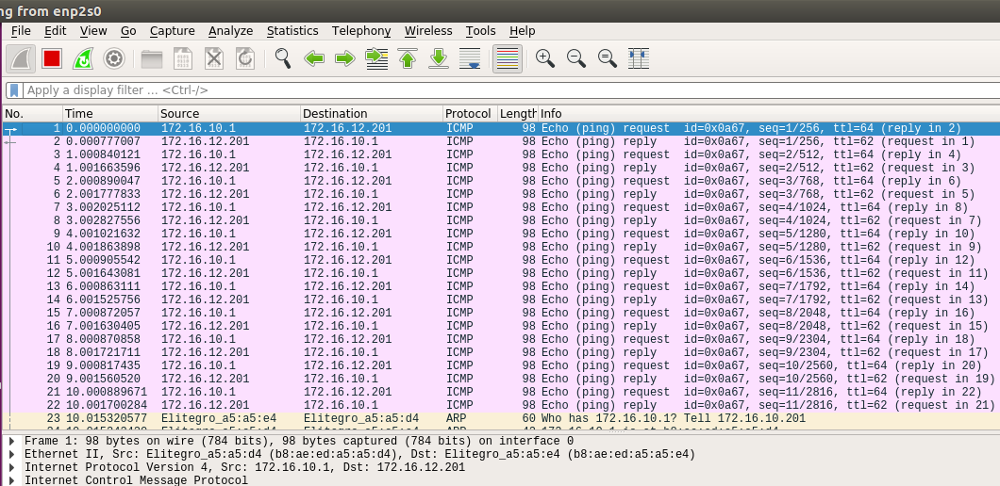 ng from enp2s0
File Edit View Go Capture Analyze Statistics Telephony Wireless Tools Help
Apply a display filter ... <Ctrl-/>
No. Time Source Destination Protocol Length Info
1 0.000000000 172.16.10.1 172.16.12.201 ICMP 98 Echo (ping) request id=0x0a67, seq=1/256, ttl=64 (reply in 2)
2 0.000777007 172.16.12.201 172.16.10.1 ICMP 98 Echo (ping) reply id=0x0a67, seq=1/256, ttl=62 (request in 1)
3 1.000840121 172.16.10.1 172.16.12.201 ICMP 98 Echo (ping) request id=0x0a67, seq=2/512, ttl=64 (reply in 4)
4 1.001663596 172.16.12.201 172.16.10.1 ICMP 98 Echo (ping) reply id=0x0a67, seq=2/512, ttl=62 (request in 3)
5 2.000890047 172.16.10.1 172.16.12.201 ICMP 98 Echo (ping) request id=0x0a67, seq=3/768, ttl=64 (reply in 6)
6 2.001777833 172.16.12.201 172.16.10.1 ICMP 98 Echo (ping) reply id=0x0a67, seq=3/768, ttl=62 (request in 5)
7 3.002025112 172.16.10.1 172.16.12.201 ICMP 98 Echo (ping) request id=0x0a67, seq=4/1024, ttl=64 (reply in 8)
8 3.002827556 172.16.12.201 172.16.10.1 ICMP 98 Echo (ping) reply id=0x0a67, seq=4/1024, ttl=62 (request in 7)
9 4.001021632 172.16.10.1 172.16.12.201 ICMP 98 Echo (ping) request id=0x0a67, seq=5/1280, ttl=64 (reply in 10)
10 4.001863898 172.16.12.201 172.16.10.1 ICMP 98 Echo (ping) reply id=0x0a67, seq=5/1280, ttl=62 (request in 9)
11 5.000905542 172.16.10.1 172.16.12.201 ICMP 98 Echo (ping) request id=0x0a67, seq=6/1536, ttl=64 (reply in 12)
12 5.001643081 172.16.12.201 172.16.10.1 ICMP 98 Echo (ping) reply id=0x0a67, seq=6/1536, ttl=62 (request in 11)
13 6.000863111 172.16.10.1 172.16.12.201 ICMP 98 Echo (ping) request id=0x0a67, seq=7/1792, ttl=64 (reply in 14)
14 6.001525756 172.16.12.201 172.16.10.1 ICMP 98 Echo (ping) reply id=0x0a67, seq=7/1792, ttl=62 (request in 13)
15 7.000872057 172.16.10.1 172.16.12.201 ICMP 98 Echo (ping) request id=0x0a67, seq=8/2048, ttl=64 (reply in 16)
16 7.001630405 172.16.12.201 172.16.10.1 ICMP 98 Echo (ping) reply id=0x0a67, seq=8/2048, ttl=62 (request in 15)
17 8.000870858 172.16.10.1 172.16.12.201 ICMP 98 Echo (ping) request id=0x0a67, seq=9/2304, ttl=64 (reply in 18)
18 8.001721711 172.16.12.201 172.16.10.1 ICMP 98 Echo (ping) reply id=0x0a67, seq=9/2304, ttl=62 (request in 17)
19 9.000817435 172.16.10.1 172.16.12.201 ICMP 98 Echo (ping) request id=0x0a67, seq=10/2560, ttl=64 (reply in 20)
20 9.001560520 172.16.12.201 172.16.10.1 ICMP 98 Echo (ping) reply id=0x0a67, seq=10/2560, ttl=62 (request in 19)
21 10.000889671 172.16.10.1 172.16.12.201 ICMP 98 Echo (ping) request id=0x0a67, seq=11/2816, ttl=64 (reply in 22)
22 10.001700284 172.16.12.201 172.16.10.1 ICMP 98 Echo (ping) reply id=0x0a67, seq=11/2816, ttl=62 (request in 21)
23 10.015320577 Elitegro_a5:a5:e4 Elitegro_a5:a5:d4 ARP 60 Who has 172.16.10.1? Tell 172.16.10.201
Frame 1: 98 bytes on wire (784 bits), 98 bytes captured (784 bits) on interface 0
Ethernet II, Src: Elitegro_a5:a5:d4 (b8:ae:ed:a5:a5:d4), Dst: Elitegro_a5:a5:e4 (b8:ae:ed:a5:a5:e4)
Internet Protocol Version 4, Src: 172.16.10.1, Dst: 172.16.12.201
Internet Control Message Protocol